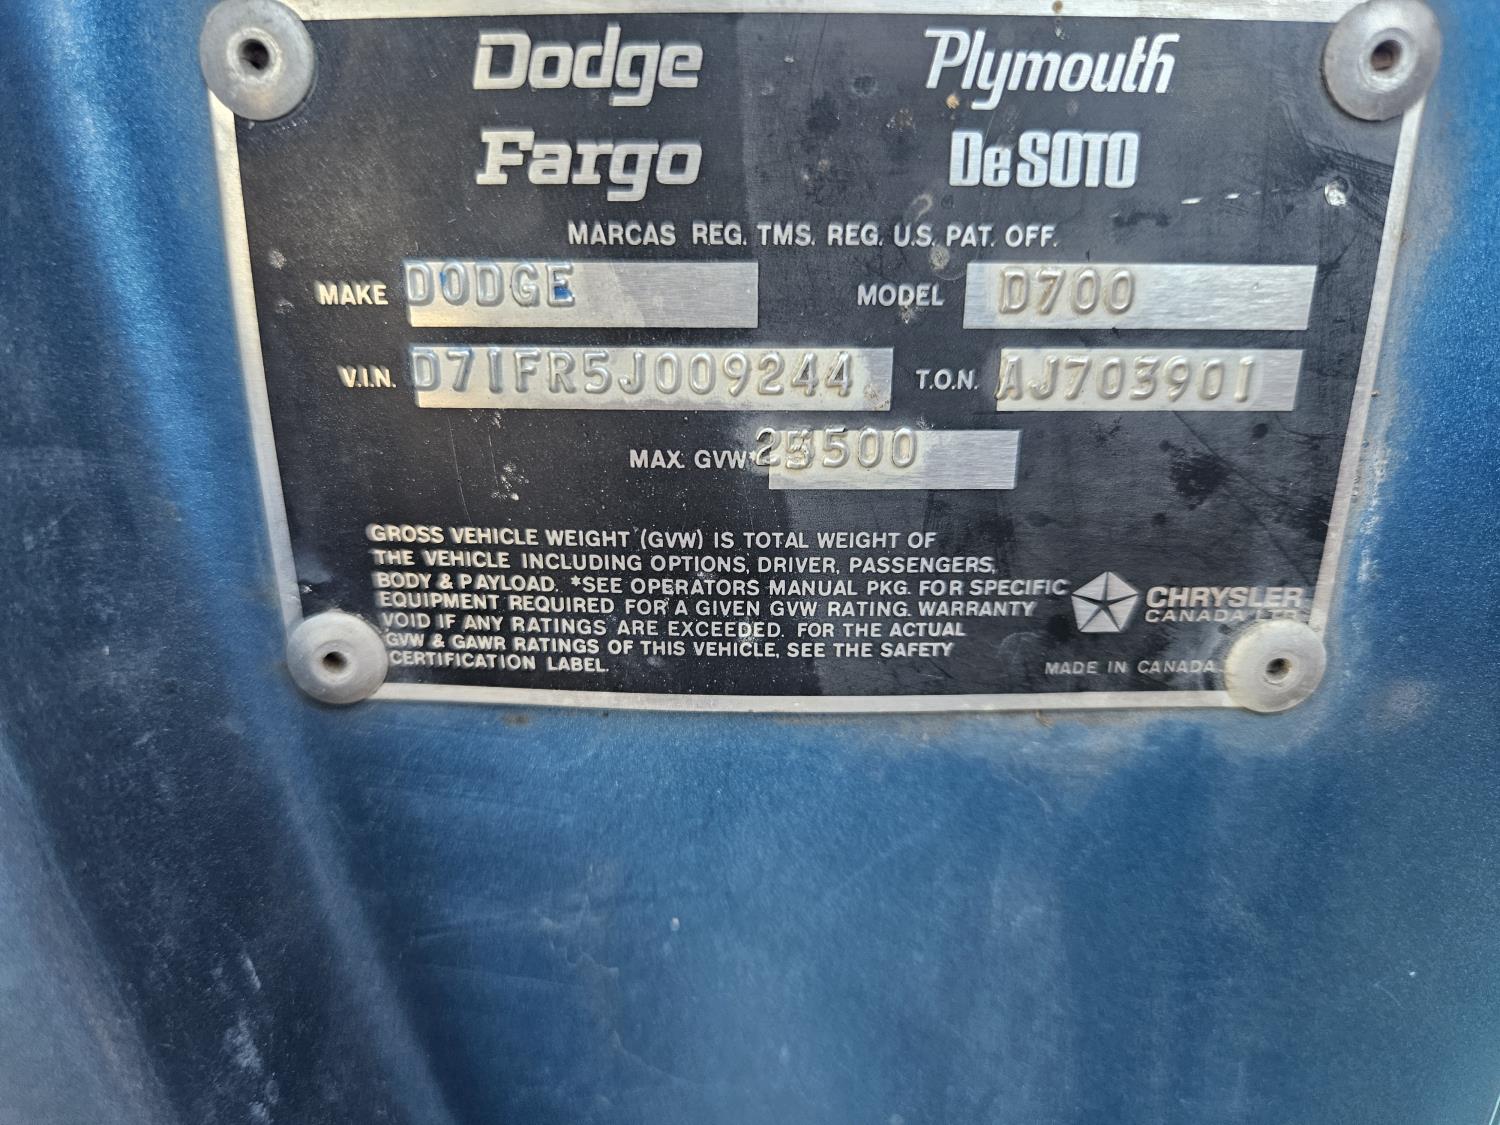 Dodge Plymouth
Fargo DeSOTO
MARCAS REG. TMS. REG. U.S. PAT. OFF.
MAKE DODGE MODEL D700
V.I.N. D71FR5J009244 T.O.N. AJ703901
MAX. GVW* 25500
GROSS VEHICLE WEIGHT (GVW) IS TOTAL WEIGHT OF
THE VEHICLE INCLUDING OPTIONS, DRIVER, PASSENGERS,
BODY & PAYLOAD. *SEE OPERATORS MANUAL PKG. FOR SPECIFIC
EQUIPMENT REQUIRED FOR A GIVEN GVW RATING. WARRANTY
VOID IF ANY RATINGS ARE EXCEEDED. FOR THE ACTUAL
GVW & GAWR RATINGS OF THIS VEHICLE, SEE THE SAFETY
CERTIFICATION LABEL.
CHRYSLER
CANADA LTD
MADE IN CANADA